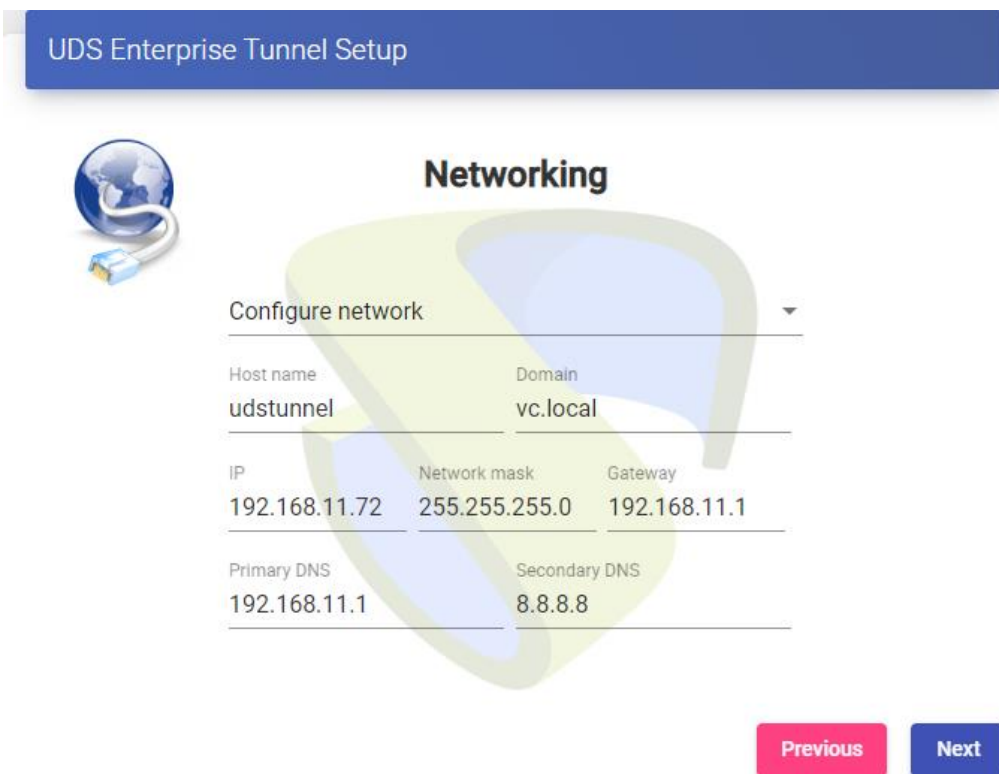 UDS Enterprise Tunnel Setup
Networking
Configure network
Host name Domain
udstunnel vc.local
IP Network mask Gateway
192.168.11.72 255.255.255.0 192.168.11.1
Primary DNS Secondary DNS
192.168.11.1 8.8.8.8
Previous Next